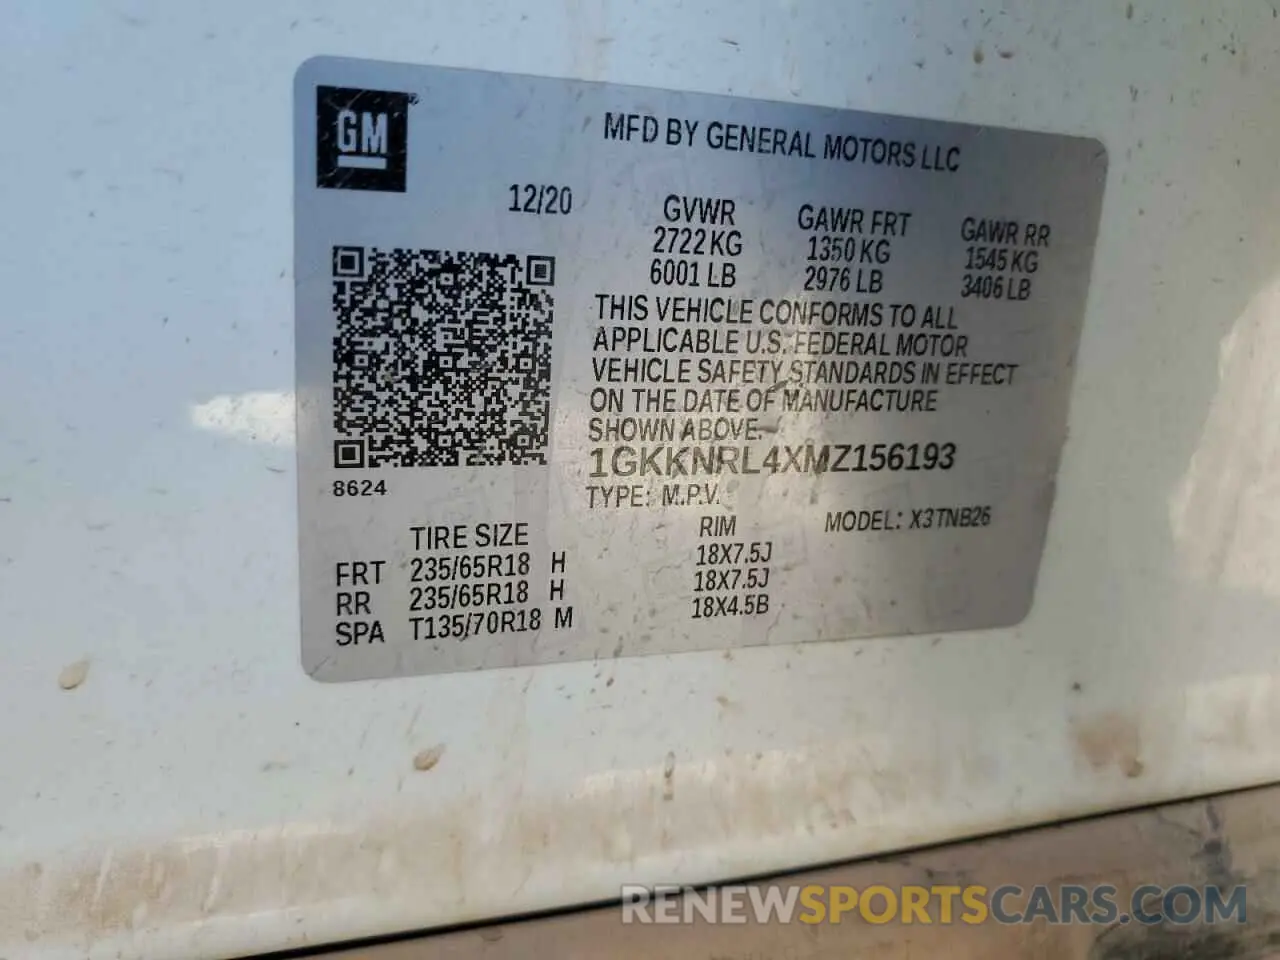 GM
MFD BY GENERAL MOTORS LLC
12/20
GVWR GAWR FRT GAWR RR
2722 KG 1350 KG 1545 KG
6001 LB 2976 LB 3406 LB
THIS VEHICLE CONFORMS TO ALL
APPLICABLE U.S. FEDERAL MOTOR
VEHICLE SAFETY STANDARDS IN EFFECT
ON THE DATE OF MANUFACTURE
SHOWN ABOVE.
1GKKNRL4XMZ156193
8624
TYPE: M.P.V. MODEL: X3TNB26
TIRE SIZE RIM
FRT 235/65R18 H 18X7.5J
RR 235/65R18 H 18X7.5J
SPA T135/70R18 M 18X4.5B
RENEWSPORTSCARS.COM